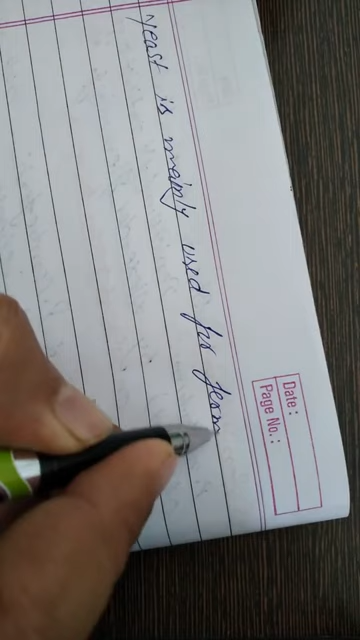 Date :
Page No. :
yeast is mainly used for ferm